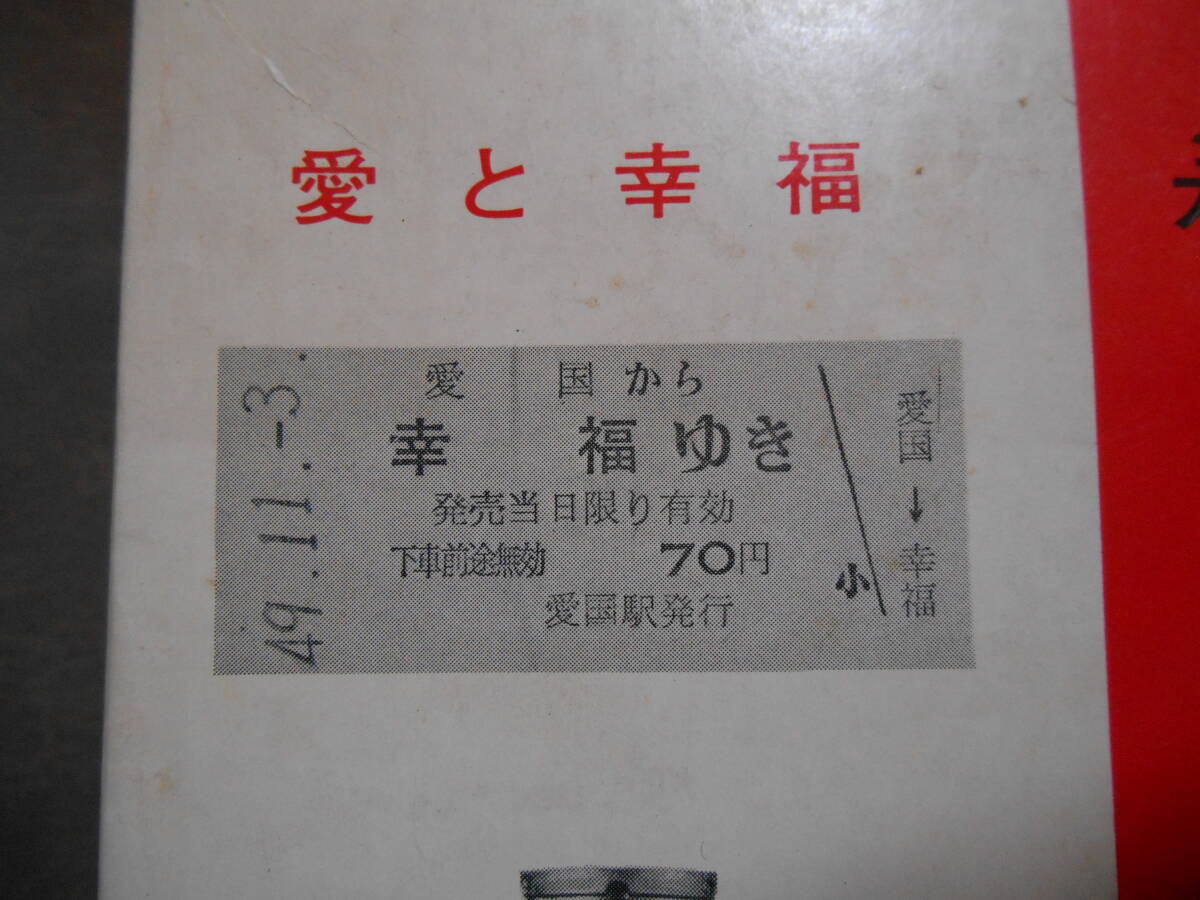 愛と幸福
49.11.-3.
愛国から
幸福ゆき
発売当日限り有効
下車前途無効 70円
愛国駅発行
小
愛国→幸福